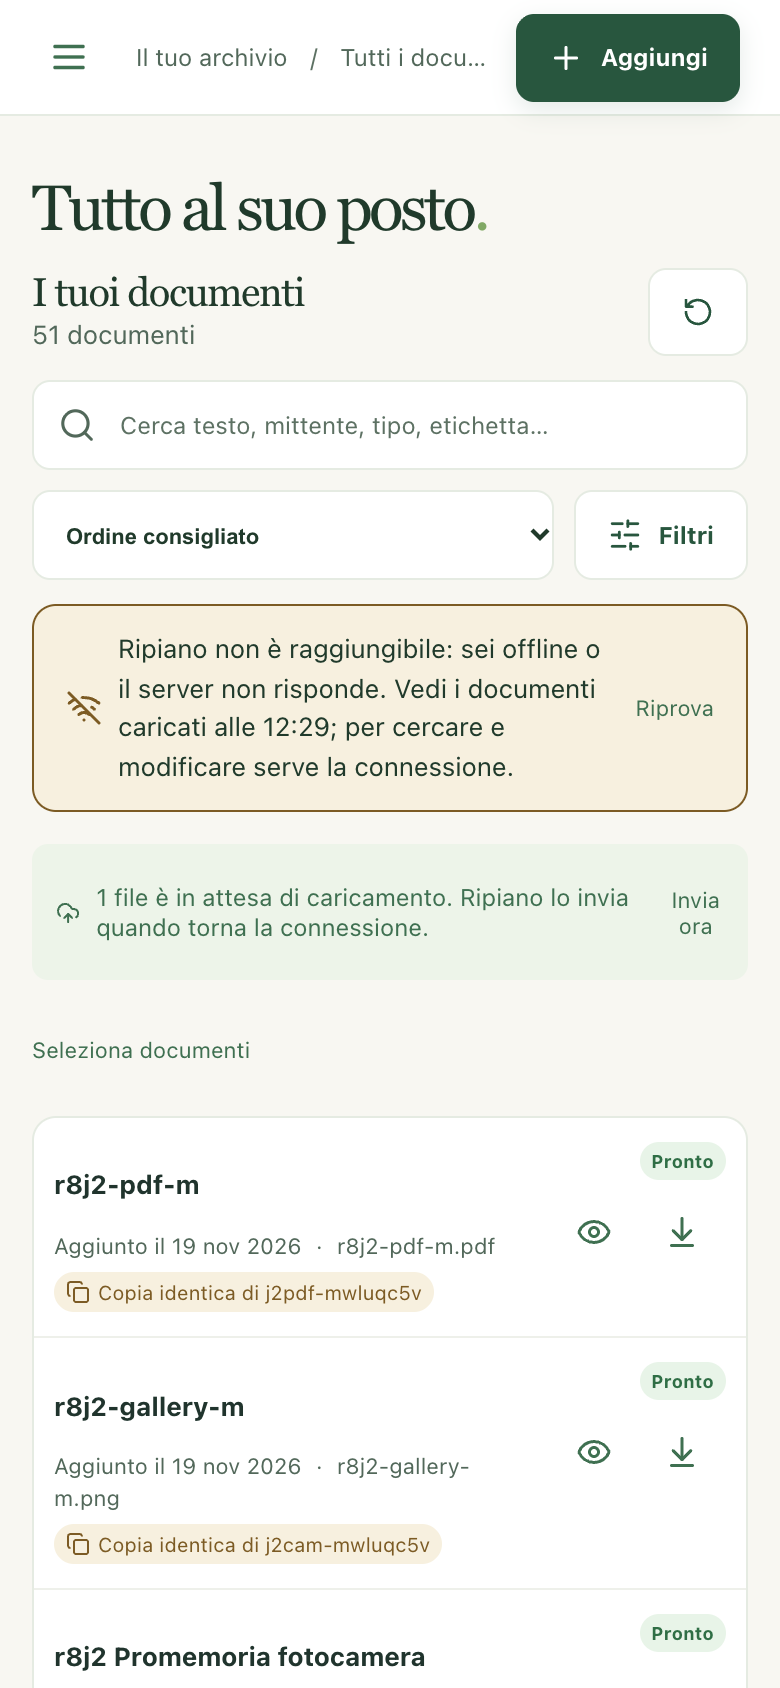 Il tuo archivio / Tutti i docu...
Aggiungi
Tutto al suo posto.
I tuoi documenti
51 documenti
Cerca testo, mittente, tipo, etichetta...
Ordine consigliato
Filtri
Ripiano non è raggiungibile: sei offline o
il server non risponde. Vedi i documenti
caricati alle 12:29; per cercare e
modificare serve la connessione.
Riprova
1 file è in attesa di caricamento. Ripiano lo invia
quando torna la connessione.
Invia
ora
Seleziona documenti
Pronto
r8j2-pdf-m
Aggiunto il 19 nov 2026 · r8j2-pdf-m.pdf
Copia identica di j2pdf-mwluqc5v
Pronto
r8j2-gallery-m
Aggiunto il 19 nov 2026 · r8j2-gallery-
m.png
Copia identica di j2cam-mwluqc5v
Pronto
r8j2 Promemoria fotocamera